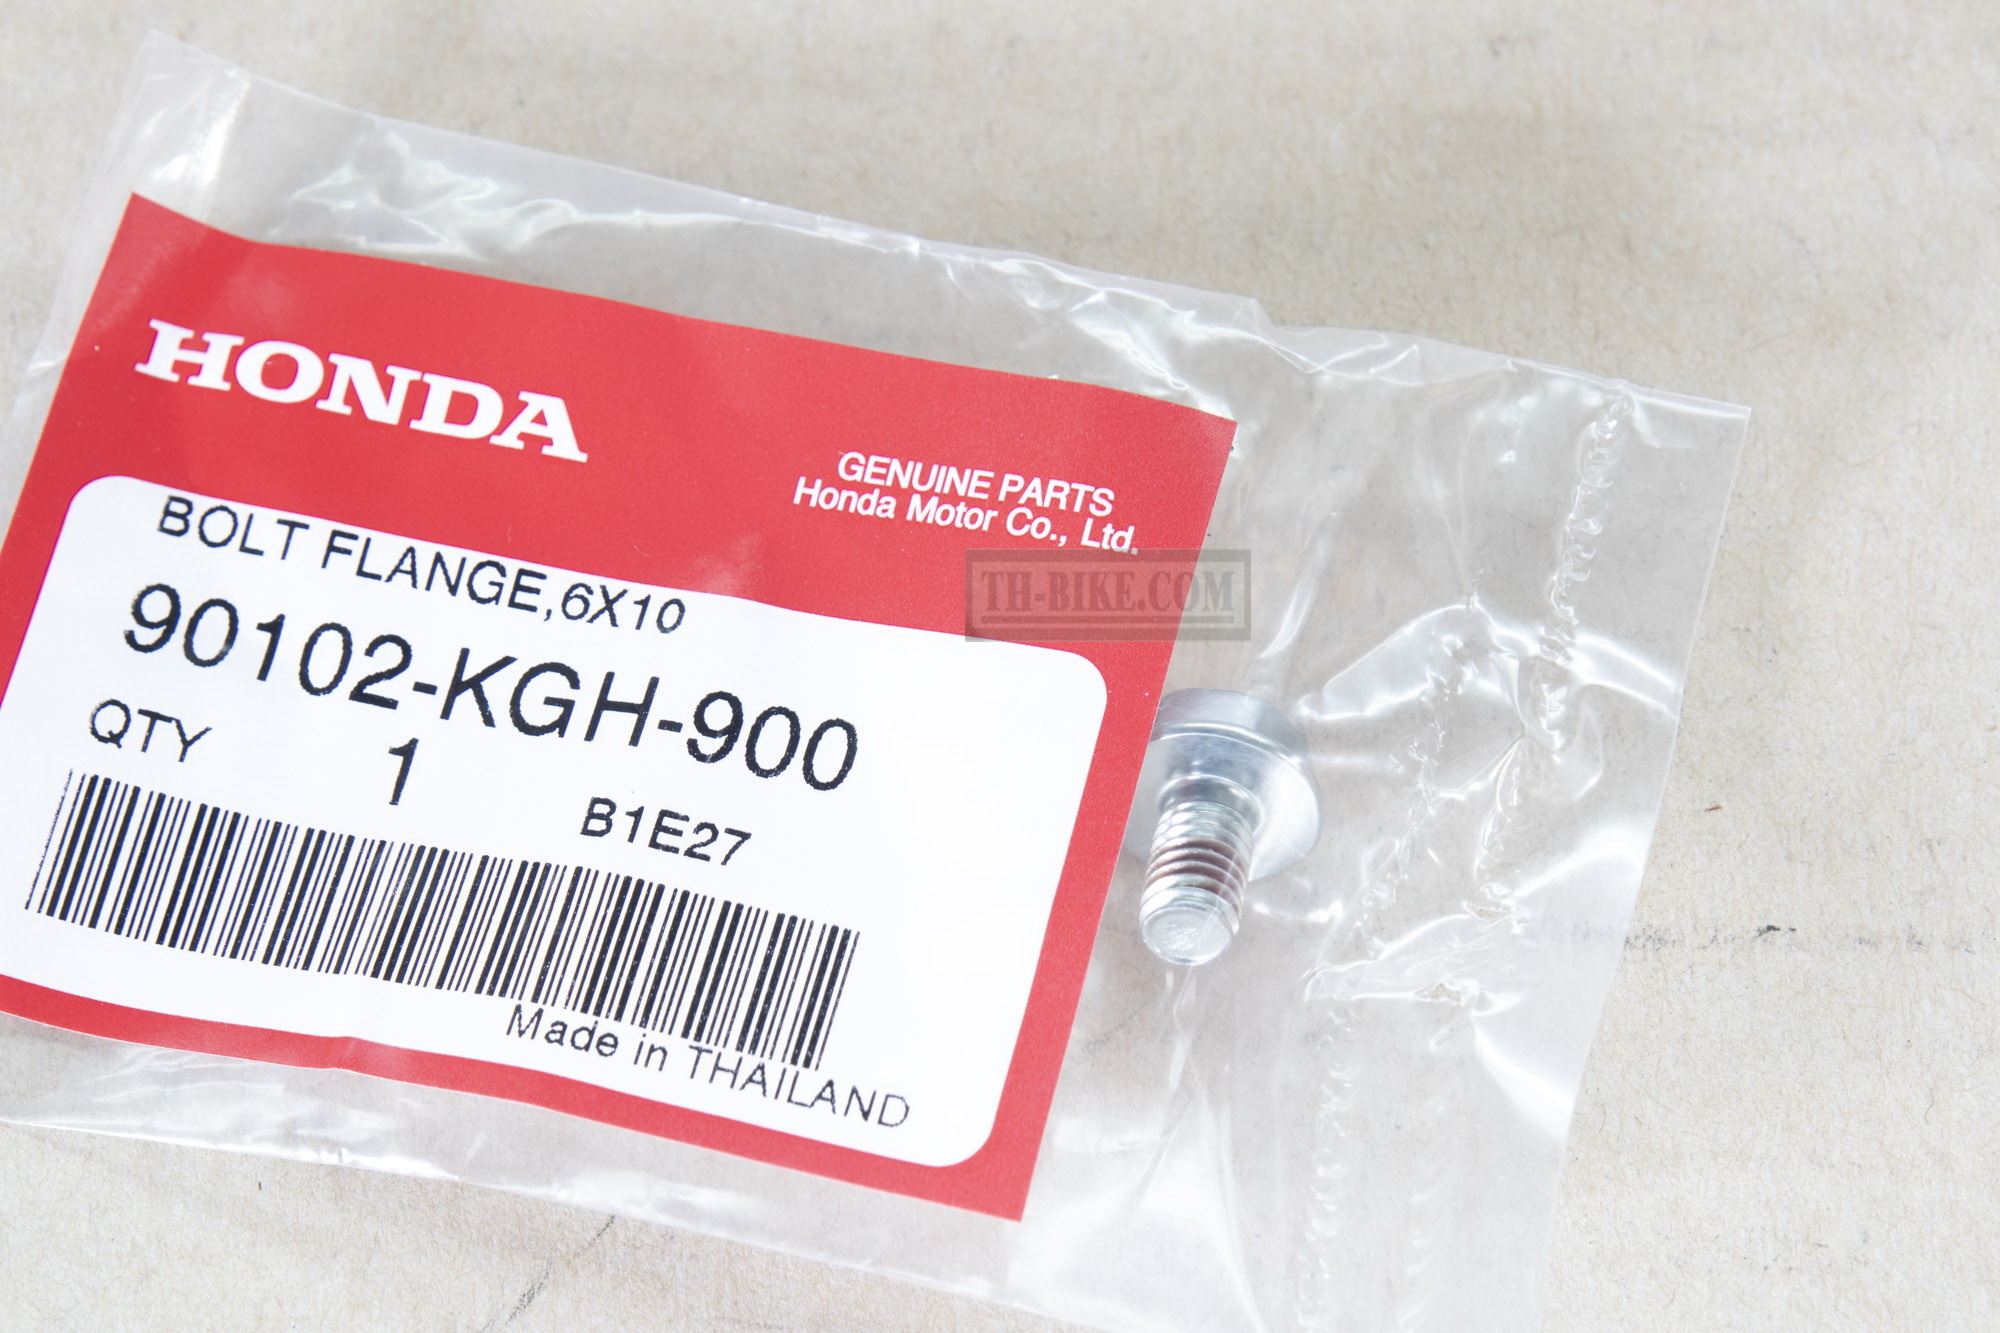 HONDA
GENUINE PARTS
Honda Motor Co., Ltd.
BOLT FLANGE,6X10
90102-KGH-900
QTY 1
B1E27
Made in THAILAND
TH-BIKE.COM